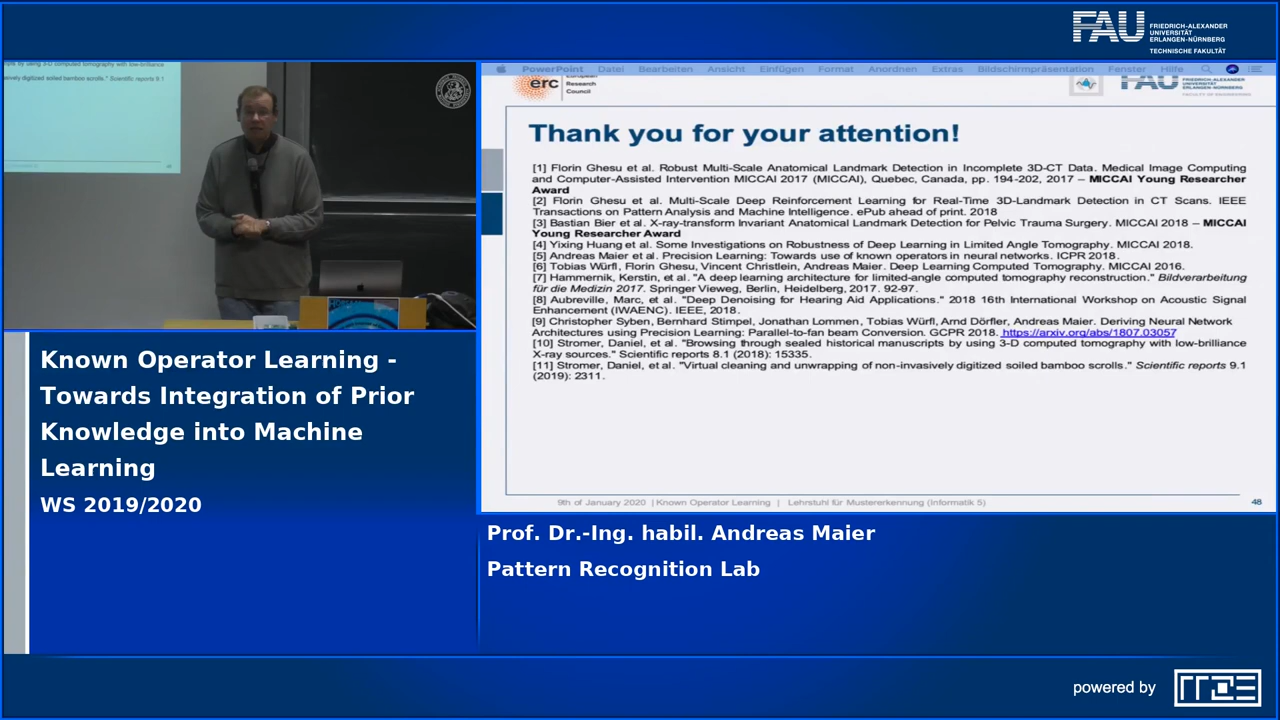 FAU
FRIEDRICH-ALEXANDER
UNIVERSITÄT
ERLANGEN-NÜRNBERG
TECHNISCHE FAKULTÄT
PowerPoint Datei Bearbeiten Ansicht Einfügen Format Anordnen Extras Bildschirmpräsentation Fenster Hilfe
erc
Research
Council
FAU
FRIEDRICH-ALEXANDER
UNIVERSITÄT
ERLANGEN-NÜRNBERG
FACULTY OF ENGINEERING
Thank you for your attention!
[1] Florin Ghesu et al. Robust Multi-Scale Anatomical Landmark Detection in Incomplete 3D-CT Data. Medical Image Computing
and Computer-Assisted Intervention MICCAI 2017 (MICCAI), Quebec, Canada, pp. 194-202, 2017 – MICCAI Young Researcher
Award
[2] Florin Ghesu et al. Multi-Scale Deep Reinforcement Learning for Real-Time 3D-Landmark Detection in CT Scans. IEEE
Transactions on Pattern Analysis and Machine Intelligence. ePub ahead of print. 2018
[3] Bastian Bier et al. X-ray-transform Invariant Anatomical Landmark Detection for Pelvic Trauma Surgery. MICCAI 2018 – MICCAI
Young Researcher Award
[4] Yixing Huang et al. Some Investigations on Robustness of Deep Learning in Limited Angle Tomography. MICCAI 2018.
[5] Andreas Maier et al. Precision Learning: Towards use of known operators in neural networks. ICPR 2018.
[6] Tobias Würfl, Florin Ghesu, Vincent Christlein, Andreas Maier. Deep Learning Computed Tomography. MICCAI 2016.
[7] Hammernik, Kerstin, et al. "A deep learning architecture for limited-angle computed tomography reconstruction." Bildverarbeitung
für die Medizin 2017. Springer Vieweg, Berlin, Heidelberg, 2017. 92-97.
[8] Aubreville, Marc, et al. "Deep Denoising for Hearing Aid Applications." 2018 16th International Workshop on Acoustic Signal
Enhancement (IWAENC). IEEE, 2018.
[9] Christopher Syben, Bernhard Stimpel, Jonathan Lommen, Tobias Würfl, Arnd Dörfler, Andreas Maier. Deriving Neural Network
Architectures using Precision Learning: Parallel-to-fan beam Conversion. GCPR 2018. https://arxiv.org/abs/1807.03057
[10] Stromer, Daniel, et al. "Browsing through sealed historical manuscripts by using 3-D computed tomography with low-brilliance
X-ray sources." Scientific reports 8.1 (2018): 15335.
[11] Stromer, Daniel, et al. "Virtual cleaning and unwrapping of non-invasively digitized soiled bamboo scrolls." Scientific reports 9.1
(2019): 2311.
9th of January 2020 | Known Operator Learning | Lehrstuhl für Mustererkennung (Informatik 5)
48
Known Operator Learning -
Towards Integration of Prior
Knowledge into Machine
Learning
WS 2019/2020
Prof. Dr.-Ing. habil. Andreas Maier
Pattern Recognition Lab
powered by